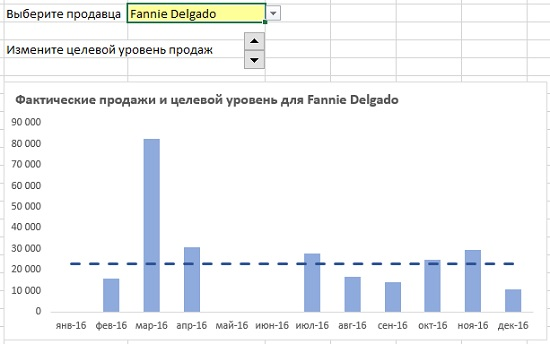 Выберите продавца Fannie Delgado
Измените целевой уровень продаж
Фактические продажи и целевой уровень для Fannie Delgado
90 000
80 000
70 000
60 000
50 000
40 000
30 000
20 000
10 000
0
янв-16 фев-16 мар-16 апр-16 май-16 июн-16 июл-16 авг-16 сен-16 окт-16 ноя-16 дек-16